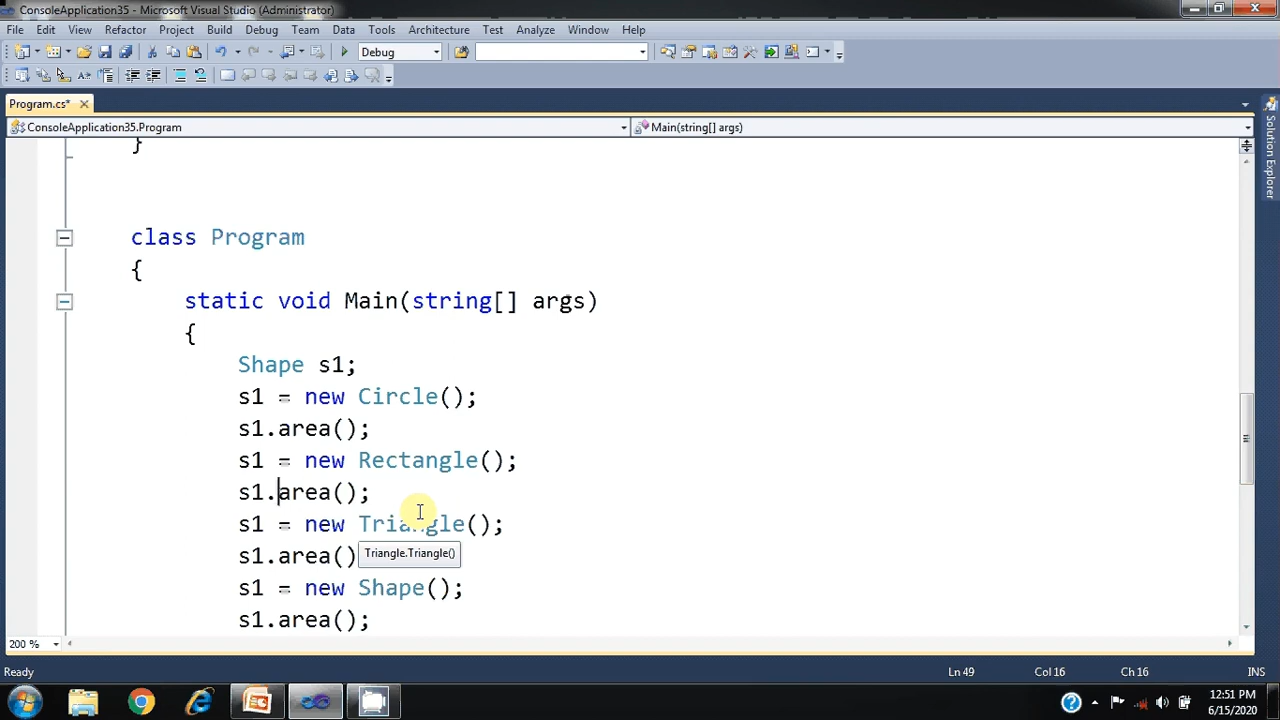 ConsoleApplication35 - Microsoft Visual Studio (Administrator)
File Edit View Refactor Project Build Debug Team Data Tools Architecture Test Analyze Window Help
Debug
Program.cs*
ConsoleApplication35.Program Main(string[] args)
Solution Explorer
}
class Program
{
static void Main(string[] args)
{
Shape s1;
s1 = new Circle();
s1.area();
s1 = new Rectangle();
s1.area();
s1 = new Triangle();
s1.area()
Triangle.Triangle()
s1 = new Shape();
s1.area();
200 %
Ready Ln 49 Col 16 Ch 16 INS
12:51 PM
6/15/2020